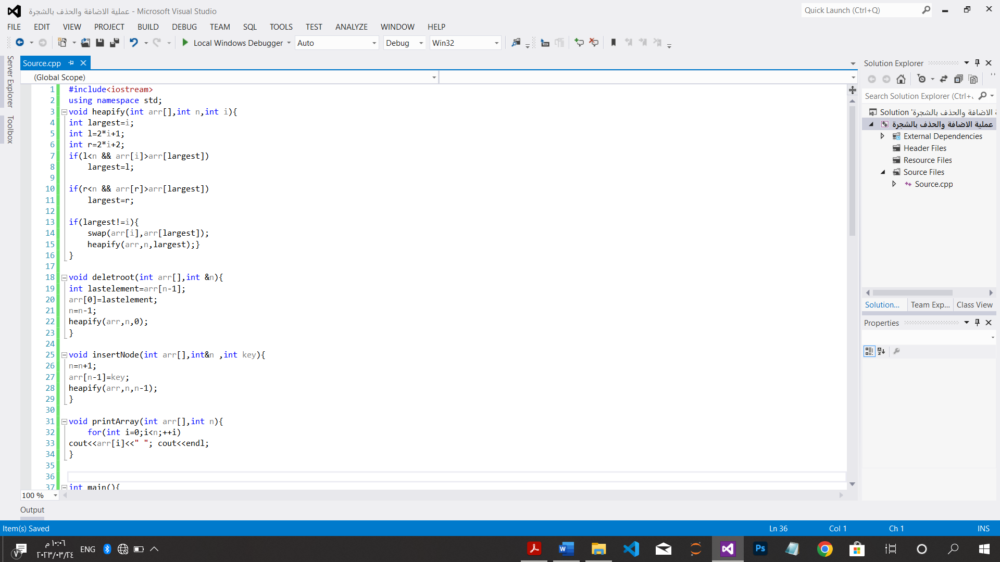 عملية الاضافة والحذف بالشجرة - Microsoft Visual Studio
Quick Launch (Ctrl+Q)
FILE EDIT VIEW PROJECT BUILD DEBUG TEAM SQL TOOLS TEST ANALYZE WINDOW HELP
Local Windows Debugger Auto Debug Win32
Server Explorer
Toolbox
Source.cpp
(Global Scope)
1 #include<iostream>
2 using namespace std;
3 void heapify(int arr[],int n,int i){
4 int largest=i;
5 int l=2*i+1;
6 int r=2*i+2;
7 if(l<n && arr[i]>arr[largest])
8 largest=l;
9
10 if(r<n && arr[r]>arr[largest])
11 largest=r;
12
13 if(largest!=i){
14 swap(arr[i],arr[largest]);
15 heapify(arr,n,largest);}
16 }
17
18 void deletroot(int arr[],int &n){
19 int lastelement=arr[n-1];
20 arr[0]=lastelement;
21 n=n-1;
22 heapify(arr,n,0);
23 }
24
25 void insertNode(int arr[],int&n ,int key){
26 n=n+1;
27 arr[n-1]=key;
28 heapify(arr,n,n-1);
29 }
30
31 void printArray(int arr[],int n){
32 for(int i=0;i<n;++i)
33 cout<<arr[i]<<" "; cout<<endl;
34 }
35
36
37 int main(){
100 %
Output
Solution Explorer
Search Solution Explorer (Ctrl+
Solution 'عملية الاضافة والحذف بالشجرة
عملية الاضافة والحذف بالشجرة
External Dependencies
Header Files
Resource Files
Source Files
Source.cpp
Solution... Team Exp... Class View
Properties
Item(s) Saved Ln 36 Col 1 Ch 1 INS
٧
١٠:٠٦ م
٢٠٢٣/٠٣/٢٤
ENG
W
Ps